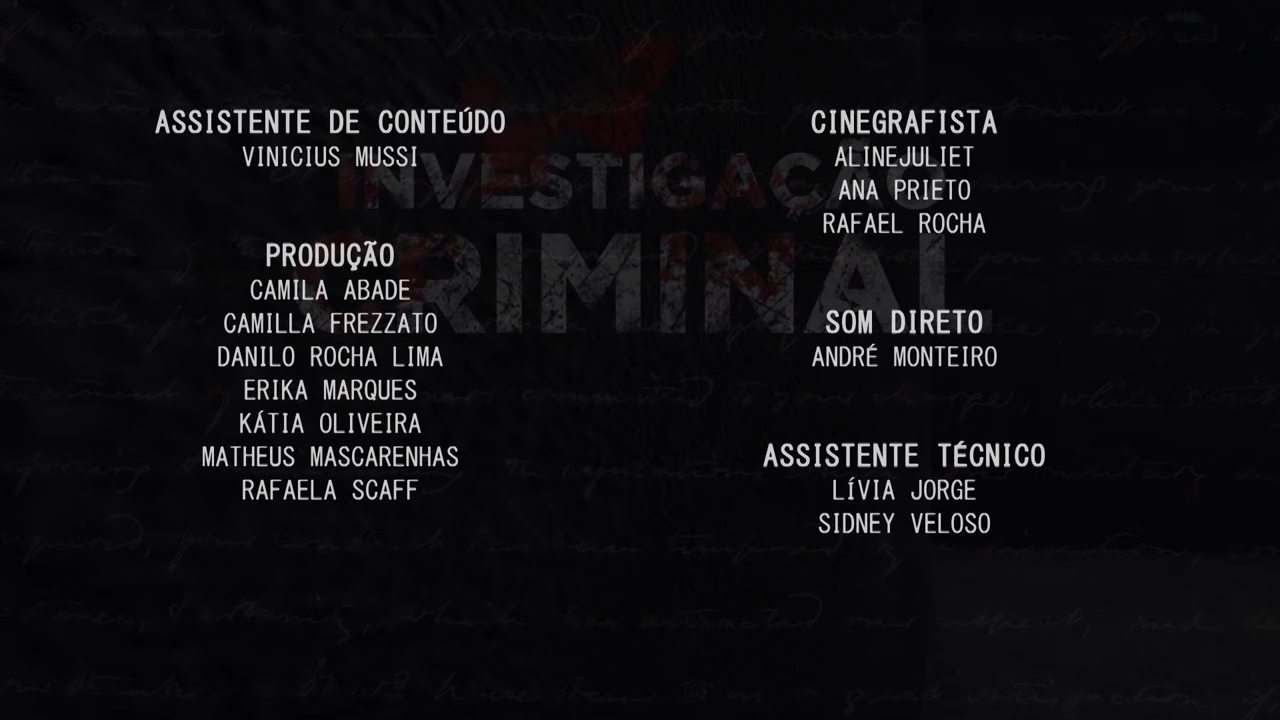 ASSISTENTE DE CONTEÚDO
VINICIUS MUSSI
PRODUÇÃO
CAMILA ABADE
CAMILLA FREZZATO
DANILO ROCHA LIMA
ERIKA MARQUES
KÁTIA OLIVEIRA
MATHEUS MASCARENHAS
RAFAELA SCAFF
CINEGRAFISTA
ALINEJULIET
ANA PRIETO
RAFAEL ROCHA
SOM DIRETO
ANDRÉ MONTEIRO
ASSISTENTE TÉCNICO
LÍVIA JORGE
SIDNEY VELOSO
INVESTIGAÇÃO
CRIMINAL